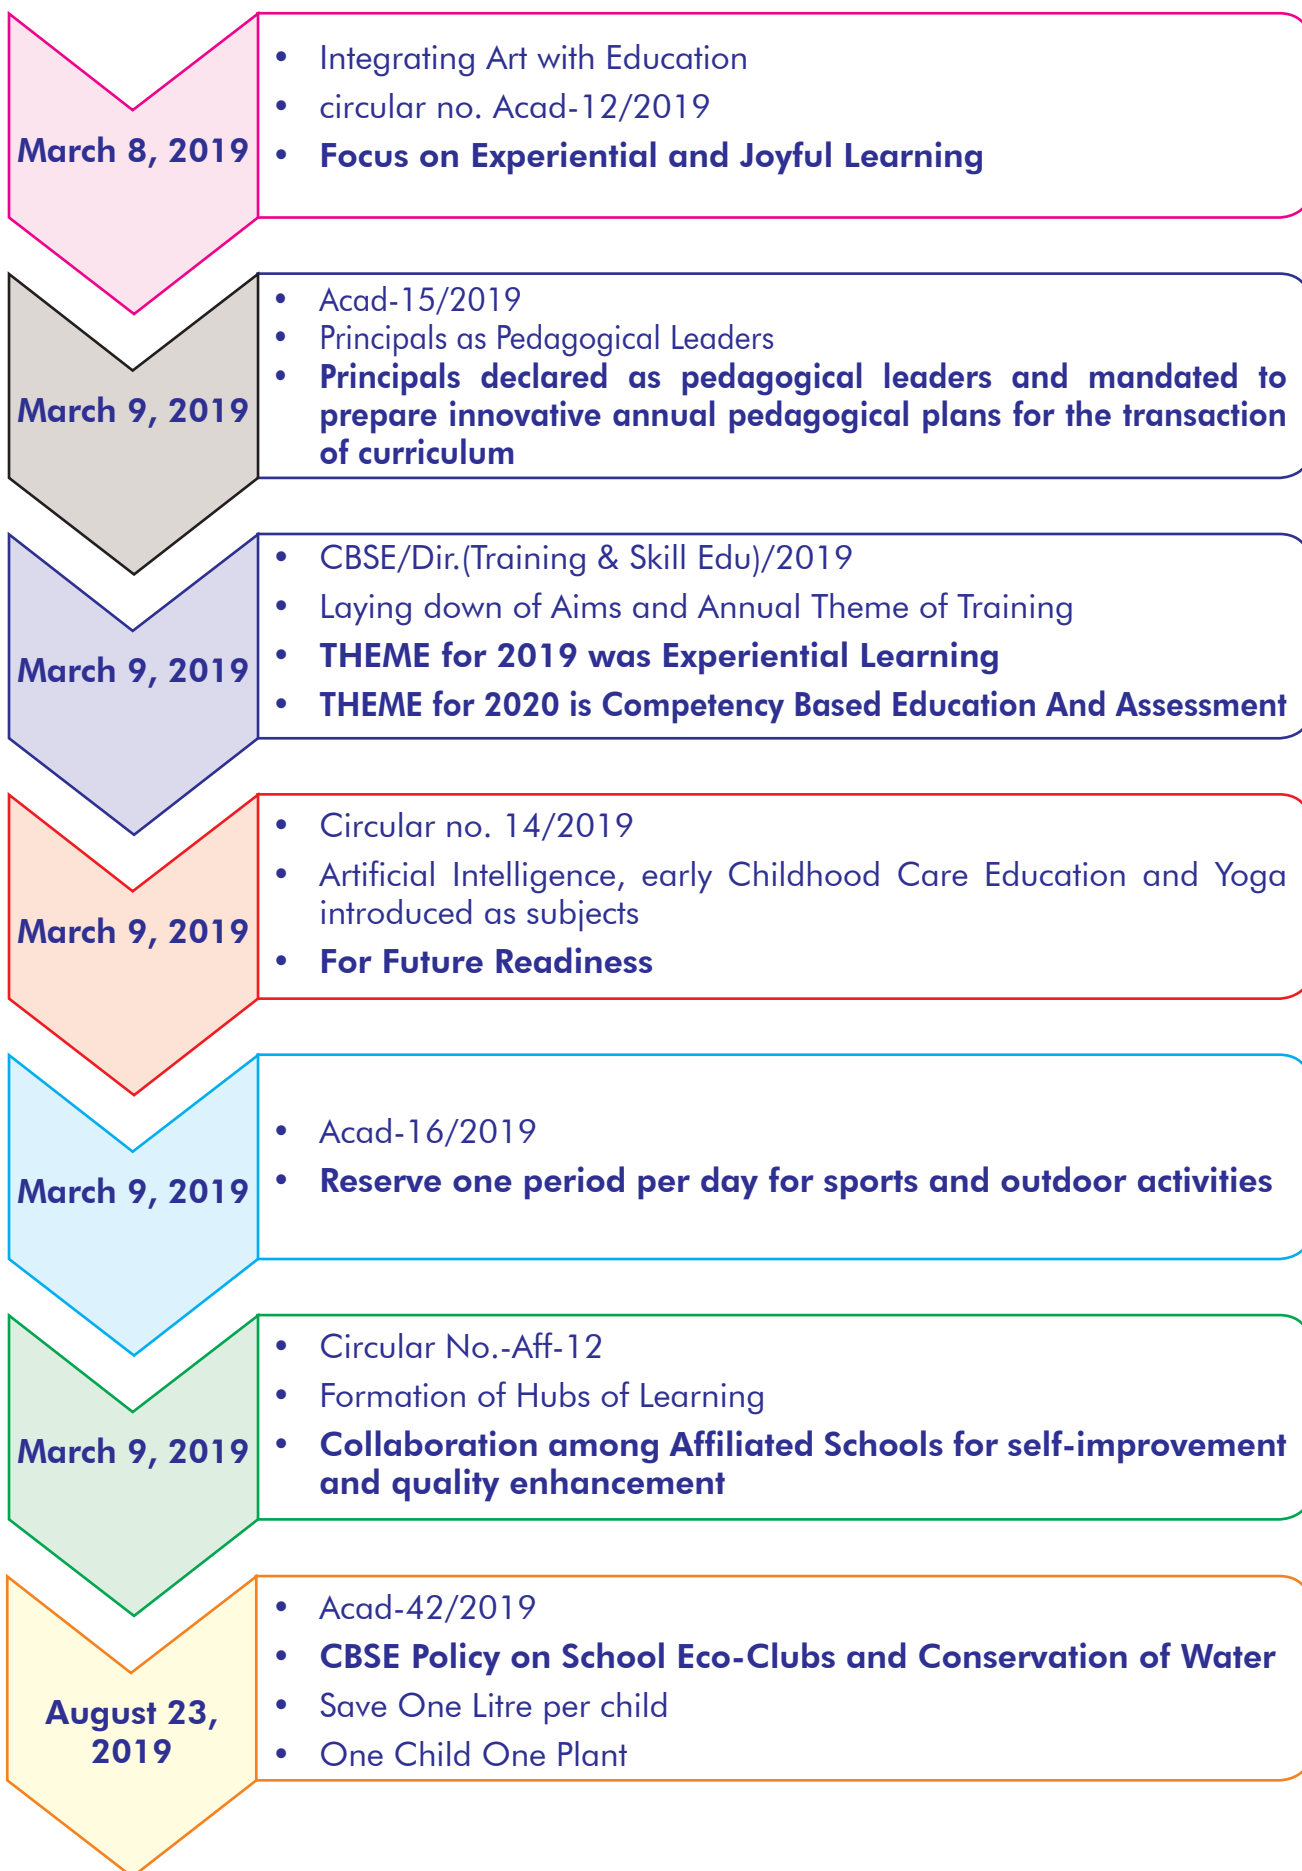 March 8, 2019
• Integrating Art with Education
• circular no. Acad-12/2019
• Focus on Experiential and Joyful Learning
March 9, 2019
• Acad-15/2019
• Principals as Pedagogical Leaders
• Principals declared as pedagogical leaders and mandated to
prepare innovative annual pedagogical plans for the transaction
of curriculum
March 9, 2019
• CBSE/Dir.(Training & Skill Edu)/2019
• Laying down of Aims and Annual Theme of Training
• THEME for 2019 was Experiential Learning
• THEME for 2020 is Competency Based Education And Assessment
March 9, 2019
• Circular no. 14/2019
• Artificial Intelligence, early Childhood Care Education and Yoga
introduced as subjects
• For Future Readiness
March 9, 2019
• Acad-16/2019
• Reserve one period per day for sports and outdoor activities
March 9, 2019
• Circular No.-Aff-12
• Formation of Hubs of Learning
• Collaboration among Affiliated Schools for self-improvement
and quality enhancement
August 23,
2019
• Acad-42/2019
• CBSE Policy on School Eco-Clubs and Conservation of Water
• Save One Litre per child
• One Child One Plant